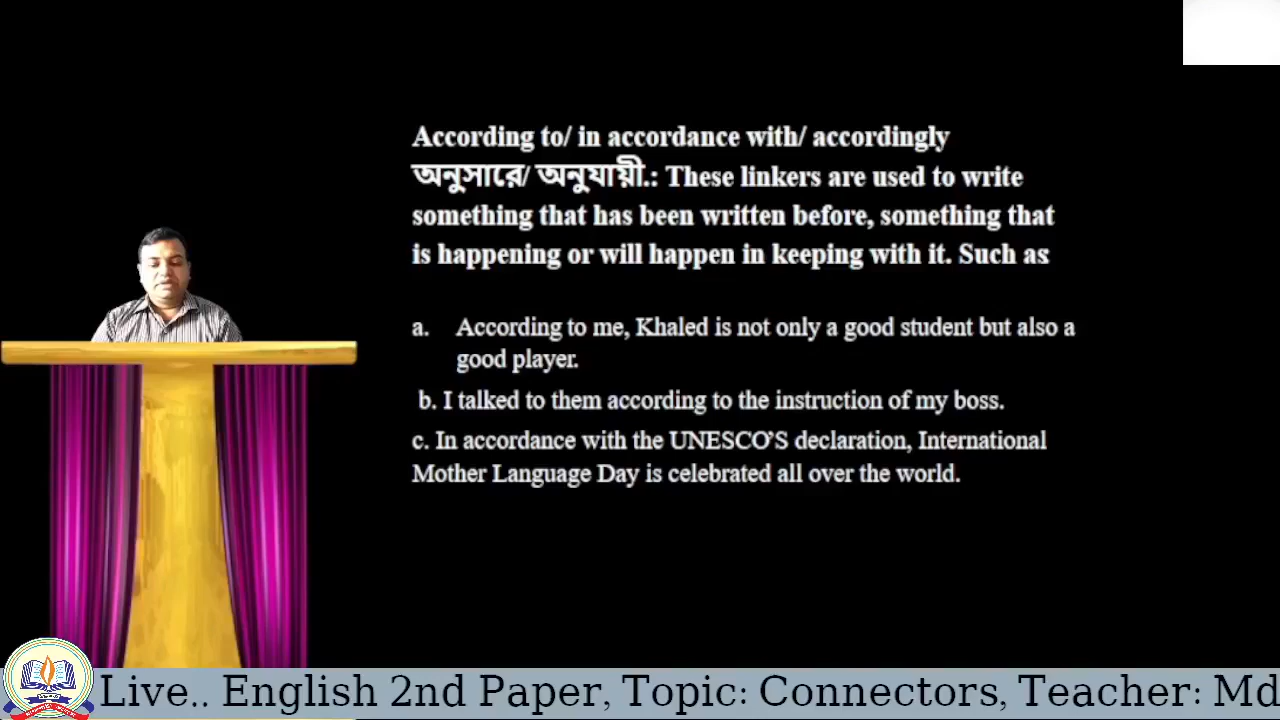 According to/ in accordance with/ accordingly
অনুসারে/ অনুযায়ী.: These linkers are used to write
something that has been written before, something that
is happening or will happen in keeping with it. Such as
a. According to me, Khaled is not only a good student but also a
good player.
b. I talked to them according to the instruction of my boss.
c. In accordance with the UNESCO’S declaration, International
Mother Language Day is celebrated all over the world.
Live.. English 2nd Paper, Topic: Connectors, Teacher: Md